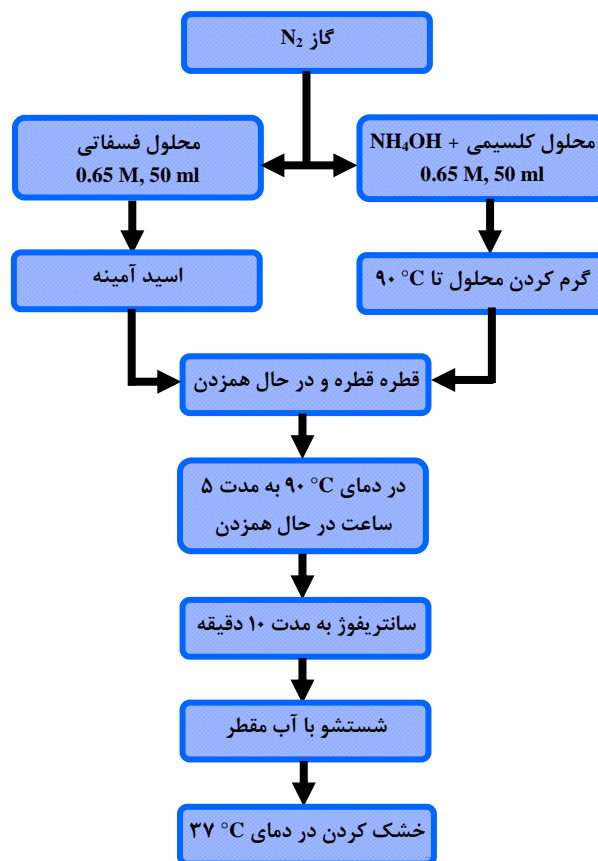 گاز N₂
محلول فسفاتی
0.65 M, 50 ml
محلول کلسیمی + NH₄OH
0.65 M, 50 ml
اسید آمینه
گرم کردن محلول تا ۹۰ °C
قطره قطره و در حال همزدن
در دمای ۹۰ °C به مدت ۵
ساعت در حال همزدن
سانتریفوژ به مدت ۱۰ دقیقه
شستشو با آب مقطر
خشک کردن در دمای ۳۷ °C